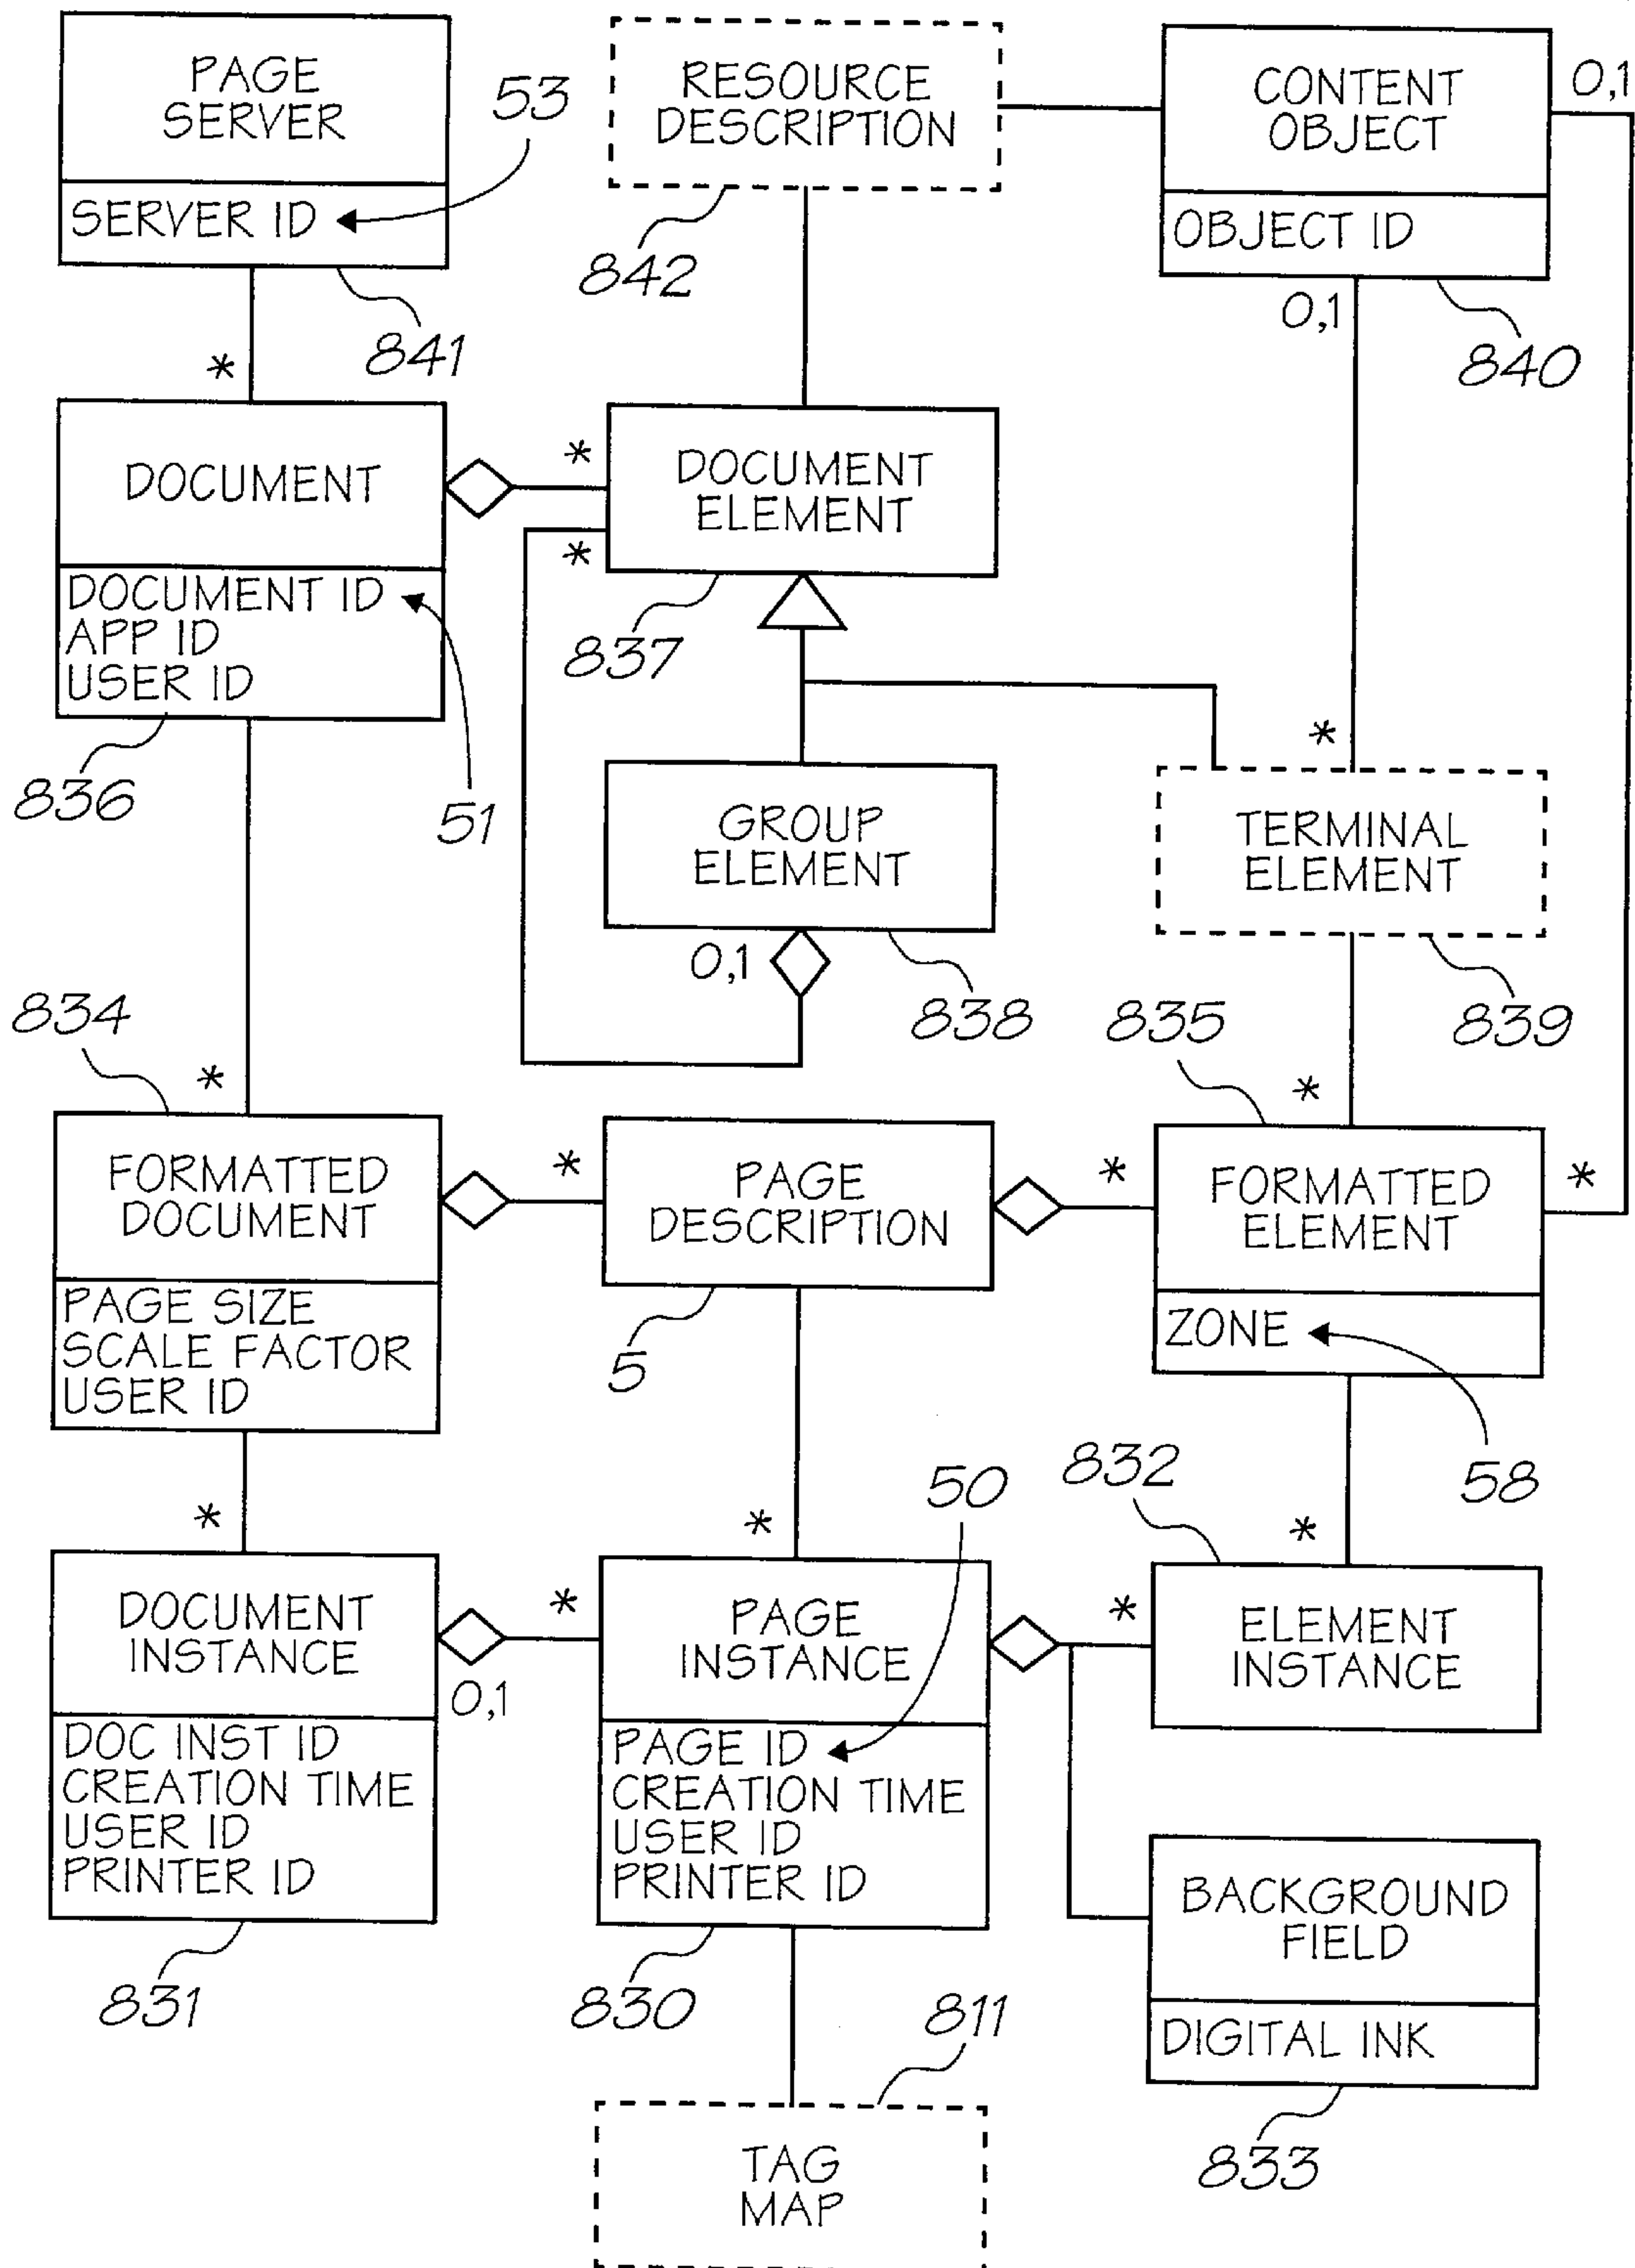 PAGE
SERVER
SERVER ID
53
841
*
RESOURCE
DESCRIPTION
842
CONTENT
OBJECT
OBJECT ID
0,1
0,1
840
DOCUMENT
DOCUMENT ID
APP ID
USER ID
836
51
*
*
DOCUMENT
ELEMENT
837
GROUP
ELEMENT
0,1
838
*
TERMINAL
ELEMENT
839
834
*
FORMATTED
DOCUMENT
PAGE SIZE
SCALE FACTOR
USER ID
*
PAGE
DESCRIPTION
5
*
835
*
FORMATTED
ELEMENT
*
ZONE
58
*
DOCUMENT
INSTANCE
0,1
DOC INST ID
CREATION TIME
USER ID
PRINTER ID
831
*
*
50
PAGE
INSTANCE
PAGE ID
CREATION TIME
USER ID
PRINTER ID
830
*
832
*
ELEMENT
INSTANCE
BACKGROUND
FIELD
DIGITAL INK
833
811
TAG
MAP